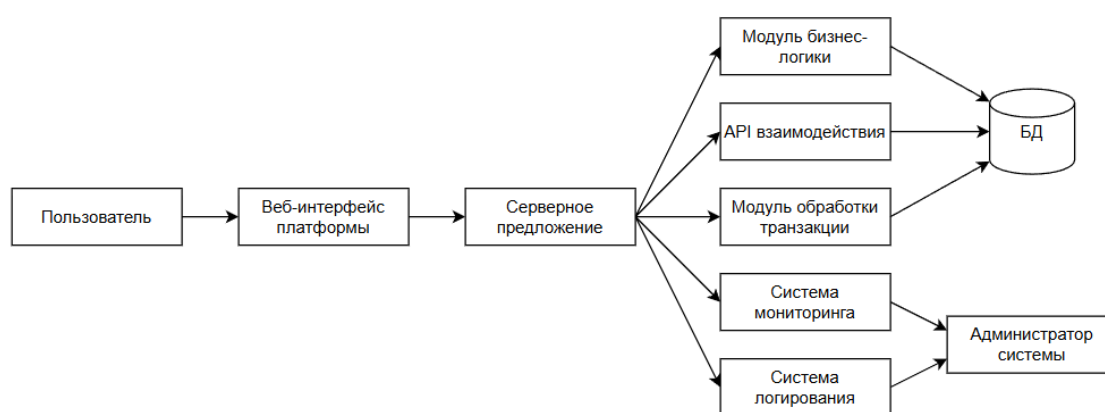 Пользователь
Веб-интерфейс
платформы
Серверное
предложение
Модуль бизнес-
логики
API взаимодействия
Модуль обработки
транзакции
Система
мониторинга
Система
логирования
БД
Администратор
системы